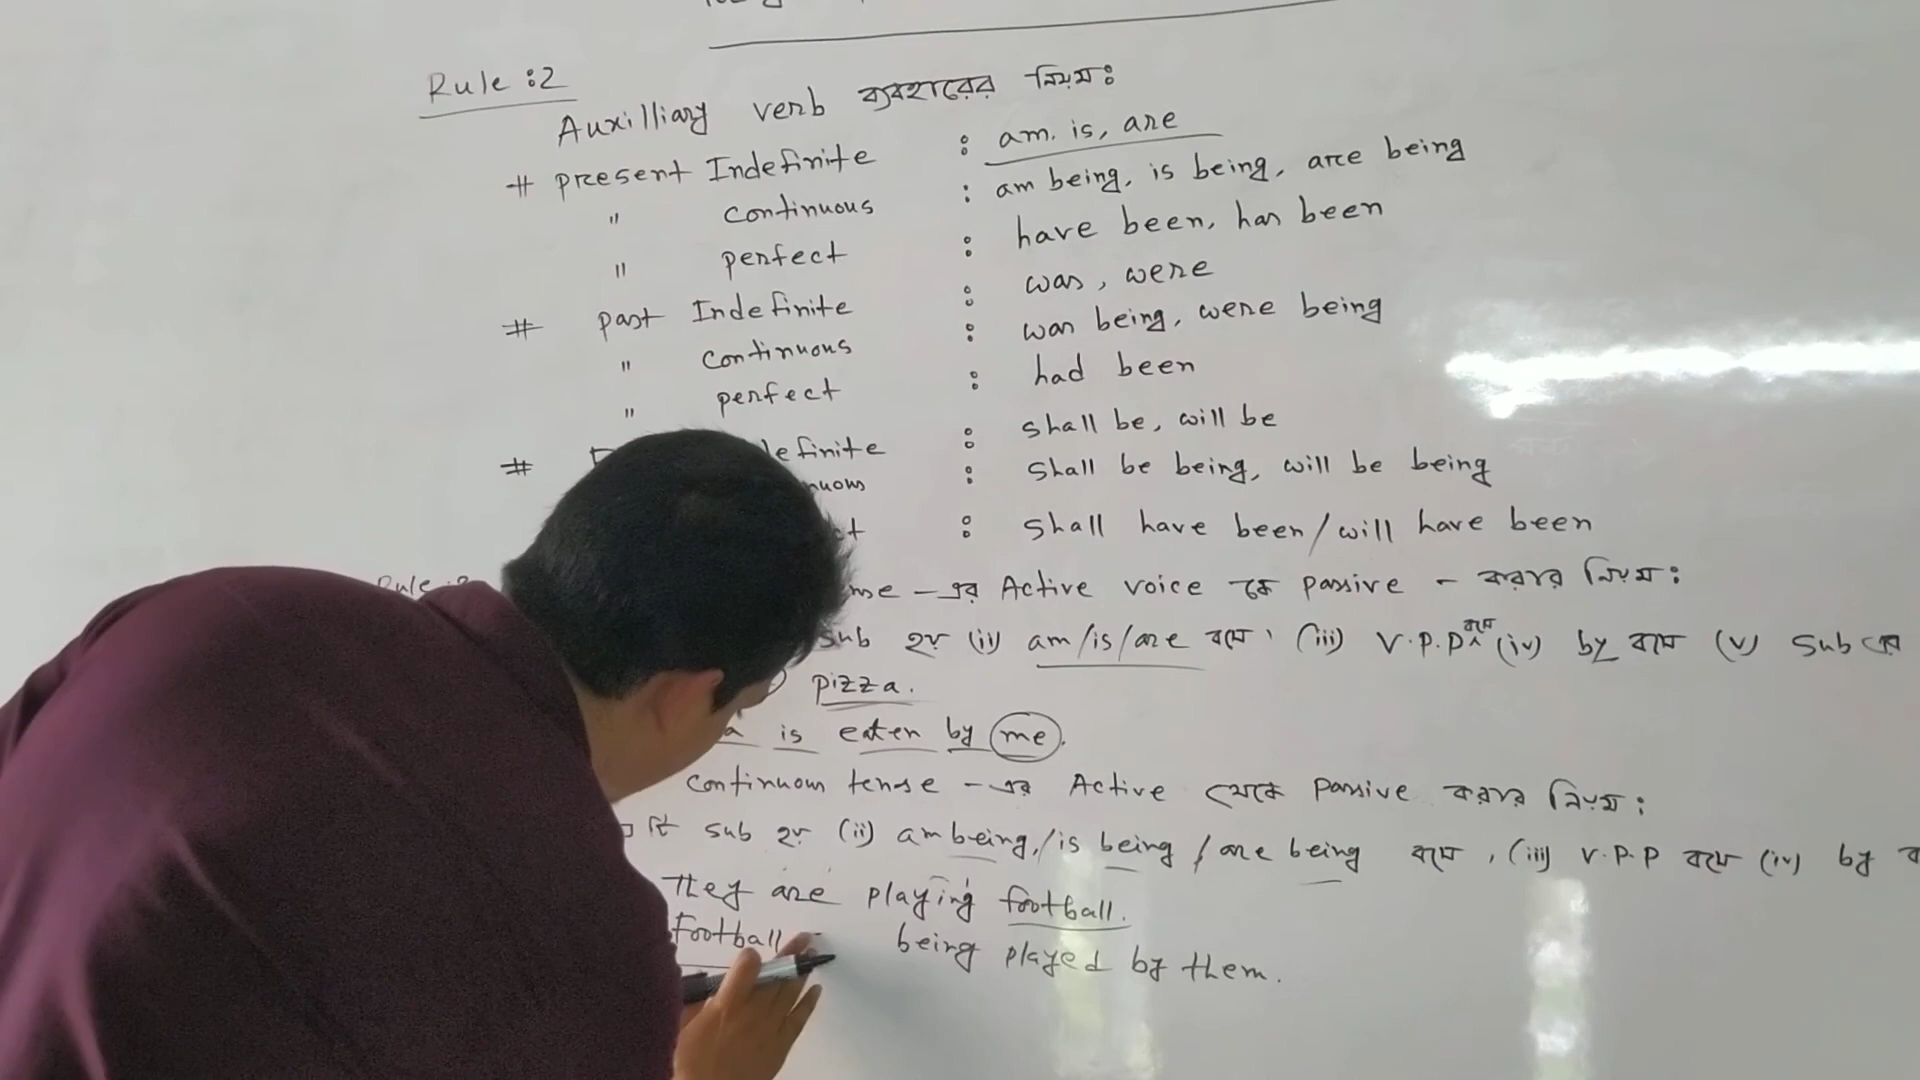 Rule :2
Auxilliary verb ব্যবহারের নিয়মঃ
# present Indefinite : am. is, are
" continuous : am being, is being, are being
" perfect : have been, has been
# past Indefinite : was, were
" continuous : was being, were being
" perfect : had been
# : shall be, will be
: shall be being, will be being
: shall have been/will have been
Rule - এর Active voice কে passive - করার নিয়ম:
sub হয় (ii) am/is/are বসে। (iii) V.P.P বসে (iv) by বসে (v) sub এর
pizza.
is eaten by me.
continuous tense - এর Active থেকে passive করার নিয়ম:
টি sub হয় (ii) am being,/is being/are being বসে, (iii) V.P.P বসে (iv) by
They are playing football.
Football being played by them.